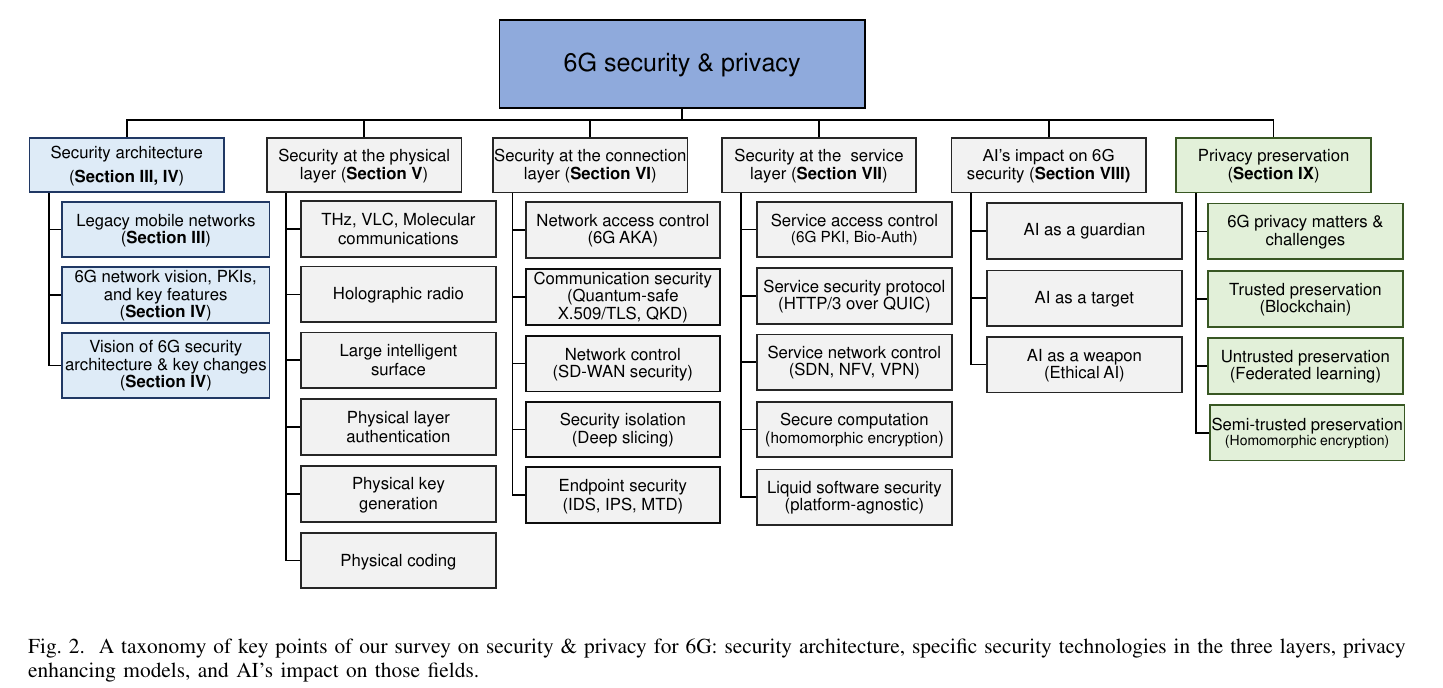 6G security & privacy
Security architecture
(Section III, IV)
Legacy mobile networks
(Section III)
6G network vision, PKIs,
and key features
(Section IV)
Vision of 6G security
architecture & key changes
(Section IV)
Security at the physical
layer (Section V)
THz, VLC, Molecular
communications
Holographic radio
Large intelligent
surface
Physical layer
authentication
Physical key
generation
Physical coding
Security at the connection
layer (Section VI)
Network access control
(6G AKA)
Communication security
(Quantum-safe
X.509/TLS, QKD)
Network control
(SD-WAN security)
Security isolation
(Deep slicing)
Endpoint security
(IDS, IPS, MTD)
Security at the service
layer (Section VII)
Service access control
(6G PKI, Bio-Auth)
Service security protocol
(HTTP/3 over QUIC)
Service network control
(SDN, NFV, VPN)
Secure computation
(homomorphic encryption)
Liquid software security
(platform-agnostic)
AI's impact on 6G
security (Section VIII)
AI as a guardian
AI as a target
AI as a weapon
(Ethical AI)
Privacy preservation
(Section IX)
6G privacy matters &
challenges
Trusted preservation
(Blockchain)
Untrusted preservation
(Federated learning)
Semi-trusted preservation
(Homomorphic encryption)
Fig. 2. A taxonomy of key points of our survey on security & privacy for 6G: security architecture, specific security technologies in the three layers, privacy
enhancing models, and AI's impact on those fields.